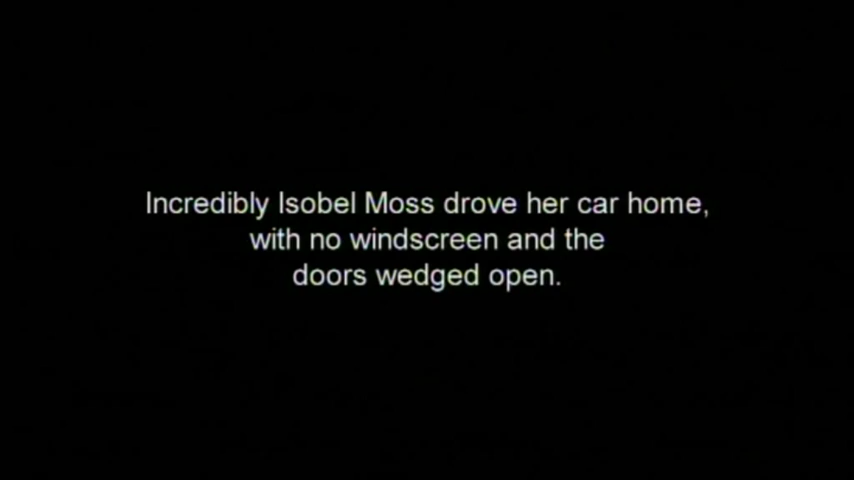 Incredibly Isobel Moss drove her car home,
with no windscreen and the
doors wedged open.